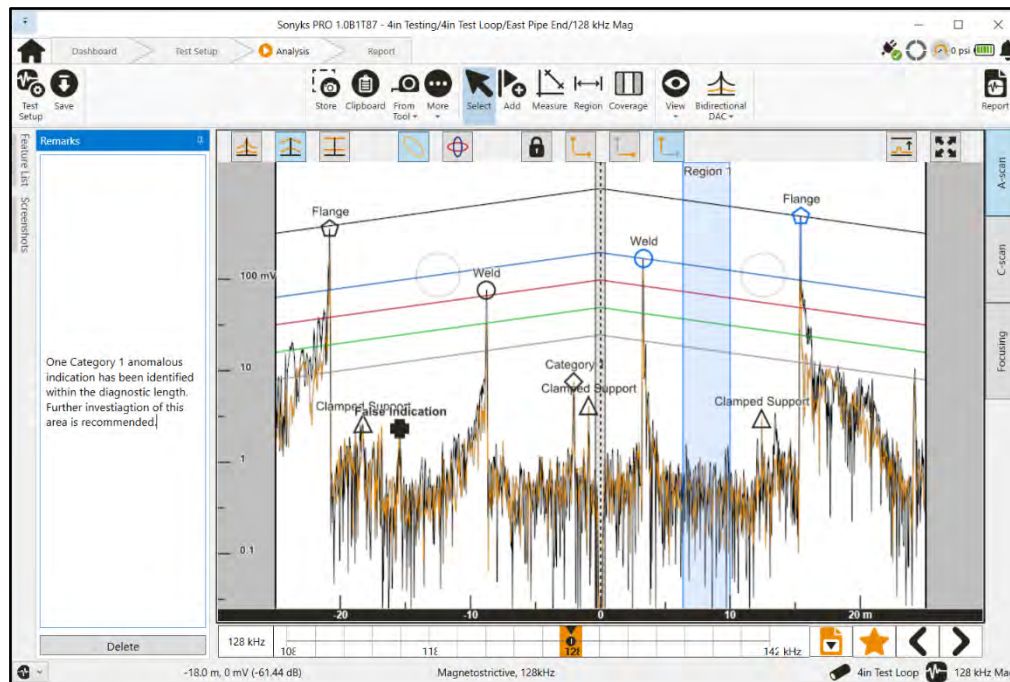 Sonyks PRO 1.0B1T87 - 4in Testing/4in Test Loop/East Pipe End/128 kHz Mag
Dashboard
Test Setup
Analysis
Report
0 psi
Test Setup
Save
Store
Clipboard
From Tool
More
Select
Add
Measure
Region
Coverage
View
Bidirectional DAC
Report
Feature List
Screenshots
Remarks
One Category 1 anomalous
indication has been identified
within the diagnostic length.
Further investiagtion of this
area is recommended.
Delete
Region 1
Flange
Flange
Weld
Weld
100 mV
10
1
0.1
Category
Clamped Support
Clamped Support
False Indication
Clamped Support
-20
-10
0
10
20 m
A-scan
C-scan
Focusing
128 kHz
108
118
128
142 kHz
-18.0 m, 0 mV (-61.44 dB)
Magnetostrictive, 128kHz
4in Test Loop
128 kHz Mag